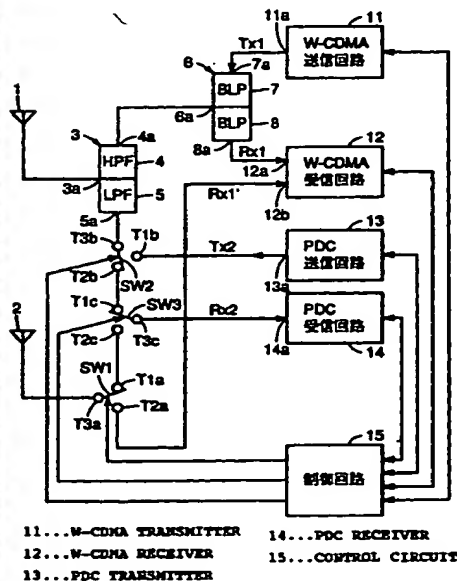 11a
11
Tx1
W-CDMA
送信回路
6
7a
BLP
7
6a
BLP
8
8a
Rx1
12
12a
W-CDMA
受信回路
12b
Rx1'
1
3
4a
HPF
4
3a
LPF
5
5a
T3b
T1b
Tx2
13
PDC
送信回路
13a
SW2
T2b
T1c
SW3
Rx2
PDC
受信回路
14a
14
T2c
T3c
2
SW1
T1a
T3a
T2a
15
制御回路
11...W-CDMA TRANSMITTER
12...W-CDMA RECEIVER
13...PDC TRANSMITTER
14...PDC RECEIVER
15...CONTROL CIRCUIT